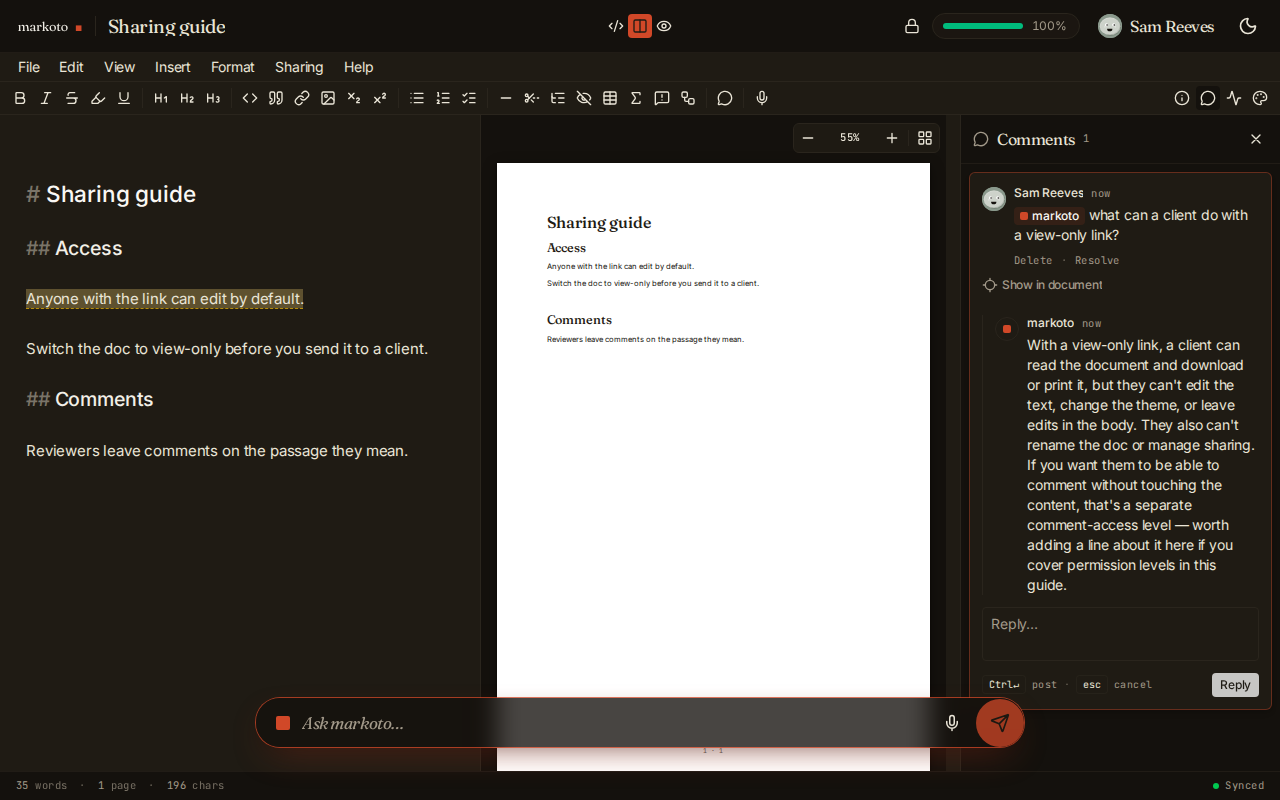 markoto
Sharing guide
100%
Sam Reeves
File Edit View Insert Format Sharing Help
H1 H2 H3
55%
Comments 1
# Sharing guide
## Access
Anyone with the link can edit by default.
Switch the doc to view-only before you send it to a client.
## Comments
Reviewers leave comments on the passage they mean.
Sharing guide
Access
Anyone with the link can edit by default.
Switch the doc to view-only before you send it to a client.
Comments
Reviewers leave comments on the passage they mean.
1 · 1
Sam Reeves now
markoto what can a client do with
a view-only link?
Delete · Resolve
Show in document
markoto now
With a view-only link, a client can
read the document and download
or print it, but they can't edit the
text, change the theme, or leave
edits in the body. They also can't
rename the doc or manage sharing.
If you want them to be able to
comment without touching the
content, that's a separate
comment-access level — worth
adding a line about it here if you
cover permission levels in this
guide.
Reply...
Ctrl↵ post · esc cancel
Reply
Ask markoto...
35 words · 1 page · 196 chars
Synced